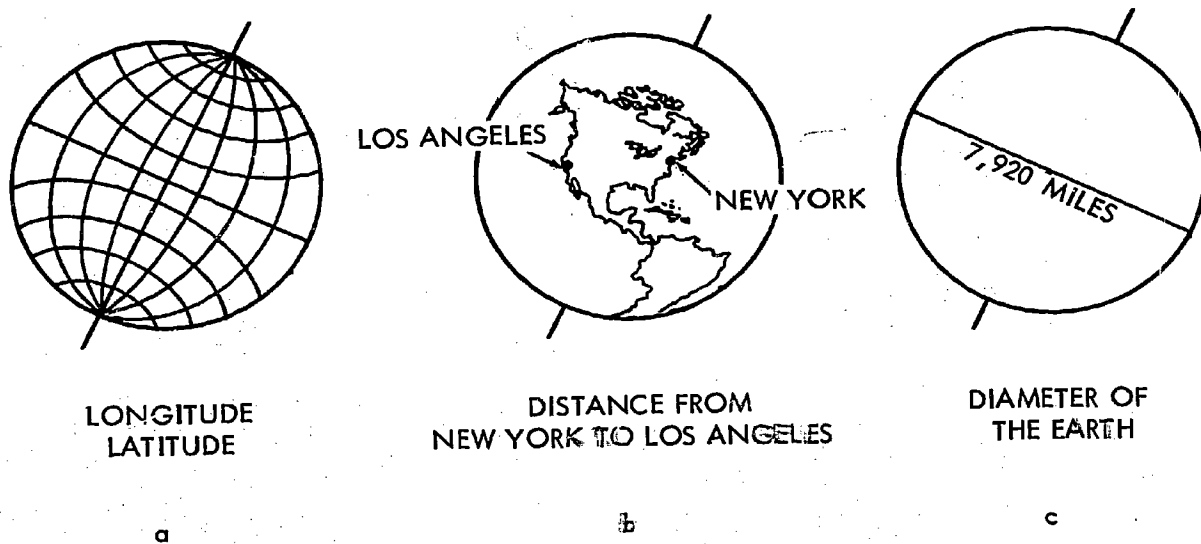 LOS ANGELES
NEW YORK
7,920 MILES
LONGITUDE
LATITUDE
DISTANCE FROM
NEW YORK TO LOS ANGELES
DIAMETER OF
THE EARTH
a
b
c